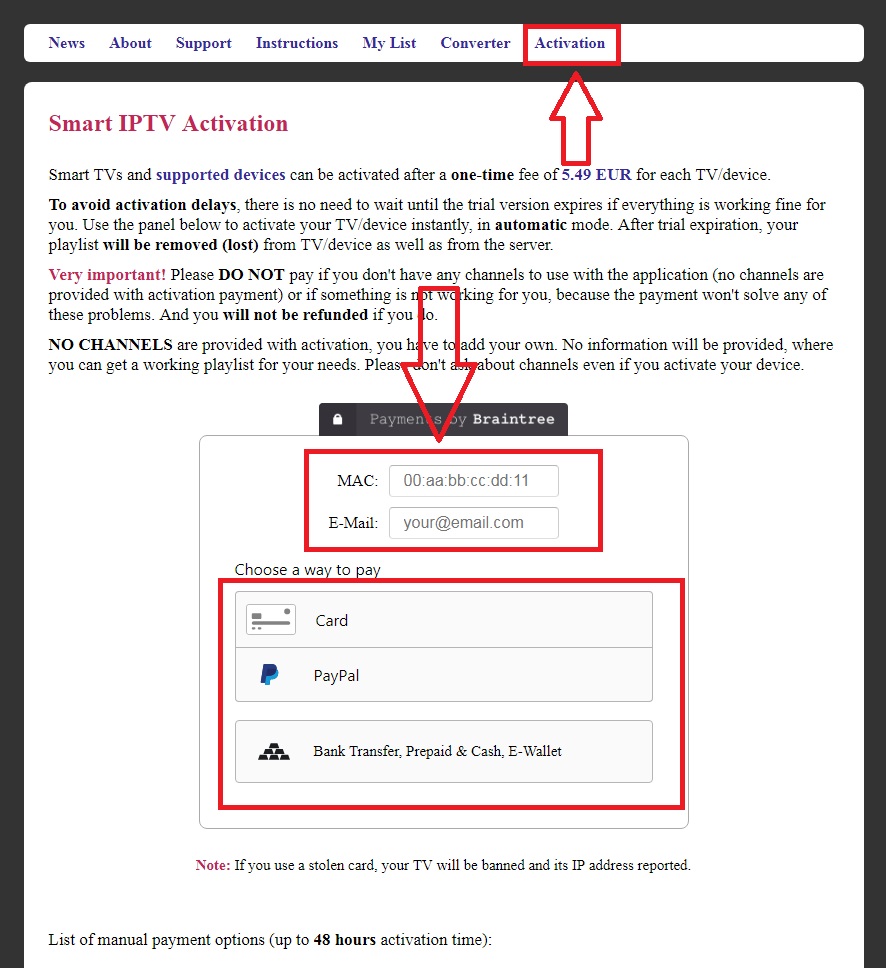 News About Support Instructions My List Converter Activation
Smart IPTV Activation
Smart TVs and supported devices can be activated after a one-time fee of 5.49 EUR for each TV/device.
To avoid activation delays, there is no need to wait until the trial version expires if everything is working fine for
you. Use the panel below to activate your TV/device instantly, in automatic mode. After trial expiration, your
playlist will be removed (lost) from TV/device as well as from the server.
Very important! Please DO NOT pay if you don't have any channels to use with the application (no channels are
provided with activation payment) or if something is not working for you, because the payment won't solve any of
these problems. And you will not be refunded if you do.
NO CHANNELS are provided with activation, you have to add your own. No information will be provided, where
you can get a working playlist for your needs. Please don't ask about channels even if you activate your device.
Payments by Braintree
MAC: 00:aa:bb:cc:dd:11
E-Mail: your@email.com
Choose a way to pay
Card
PayPal
Bank Transfer, Prepaid & Cash, E-Wallet
Note: If you use a stolen card, your TV will be banned and its IP address reported.
List of manual payment options (up to 48 hours activation time):